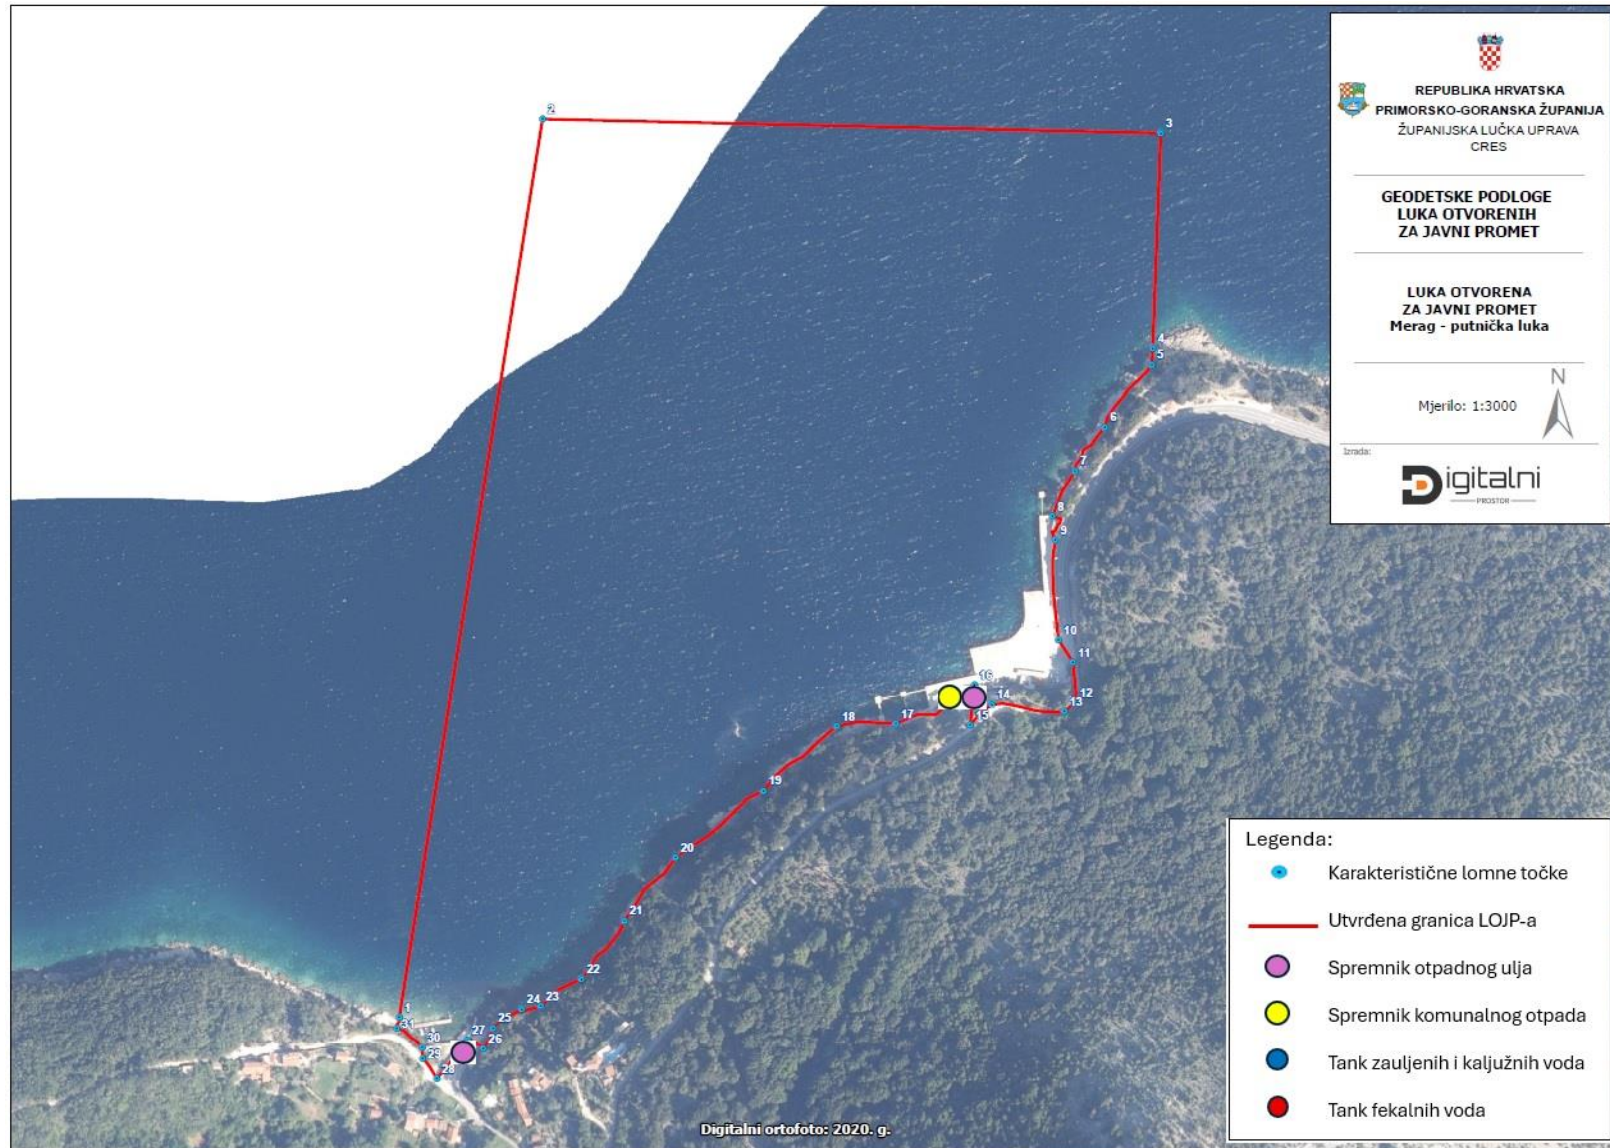 REPUBLIKA HRVATSKA
PRIMORSKO-GORANSKA ŽUPANIJA
ŽUPANIJSKA LUČKA UPRAVA
CRES
GEODETSKE PODLOGE
LUKA OTVORENIH
ZA JAVNI PROMET
LUKA OTVORENA
ZA JAVNI PROMET
Merag - putnička luka
N
Mjerilo: 1:3000
Izrada:
Digitalni
PROSTOR
2
3
4
5
6
7
8
9
10
11
12
13
14
15
16
17
18
19
20
21
22
23
24
25
26
27
28
29
30
31
1
Legenda:
Karakteristične lomne točke
Utvrđena granica LOJP-a
Spremnik otpadnog ulja
Spremnik komunalnog otpada
Tank zauljenih i kaljužnih voda
Tank fekalnih voda
Digitalni ortofoto: 2020. g.